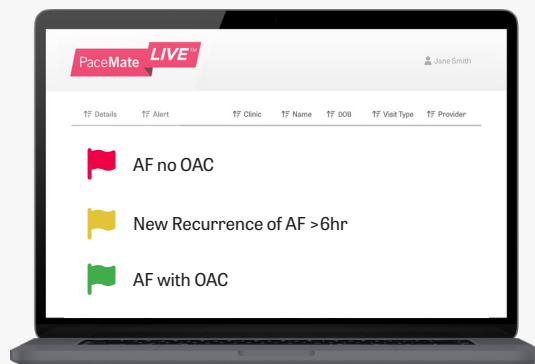 PaceMate LIVE™
Jane Smith
Details Alert Clinic Name DOB Visit Type Provider
AF no OAC
New Recurrence of AF >6hr
AF with OAC